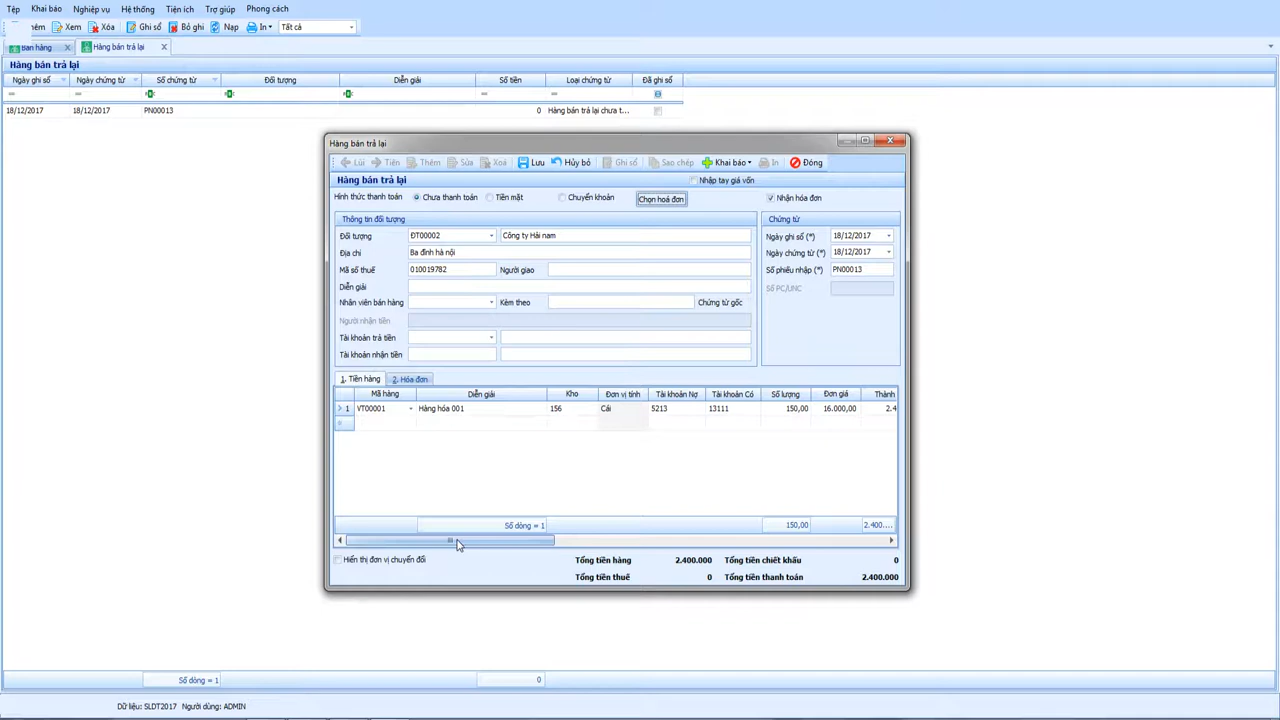 Tệp Khai báo Nghiệp vụ Hệ thống Tiện ích Trợ giúp Phong cách
Xem Xóa Ghi sổ Bỏ ghi Nạp In Tất cả
Bán hàng Hàng bán trả lại
Hàng bán trả lại
Ngày ghi sổ Ngày chứng từ Số chứng từ Đối tượng Diễn giải Số tiền Loại chứng từ Đã ghi sổ
18/12/2017 18/12/2017 PN00013 0 Hàng bán trả lại chưa t...
Hàng bán trả lại
Lùi Tiến Thêm Sửa Xoá Lưu Hủy bỏ Ghi sổ Sao chép Khai báo In Đóng
Hàng bán trả lại Nhập tay giá vốn
Hình thức thanh toán Chưa thanh toán Tiền mặt Chuyển khoản Chọn hoá đơn Nhận hóa đơn
Thông tin đối tượng Chứng từ
Đối tượng ĐT00002 Công ty Hải nam Ngày ghi sổ (*) 18/12/2017
Địa chỉ Ba đình hà nội Ngày chứng từ (*) 18/12/2017
Mã số thuế 010019782 Người giao Số phiếu nhập (*) PN00013
Diễn giải Số PC/UNC
Nhân viên bán hàng Kèm theo Chứng từ gốc
Người nhận tiền
Tài khoản trả tiền
Tài khoản nhận tiền
1. Tiền hàng 2. Hóa đơn
Mã hàng Diễn giải Kho Đơn vị tính Tài khoản Nợ Tài khoản Có Số lượng Đơn giá Thành
1 VT00001 Hàng hóa 001 156 Cái 5213 13111 150,00 16.000,00 2.4
Số dòng = 1 150,00 2.400....
Hiển thị đơn vị chuyển đổi Tổng tiền hàng 2.400.000 Tổng tiền chiết khấu 0
Tổng tiền thuế 0 Tổng tiền thanh toán 2.400.000
Số dòng = 1 0
Dữ liệu: SLDT2017 Người dùng: ADMIN